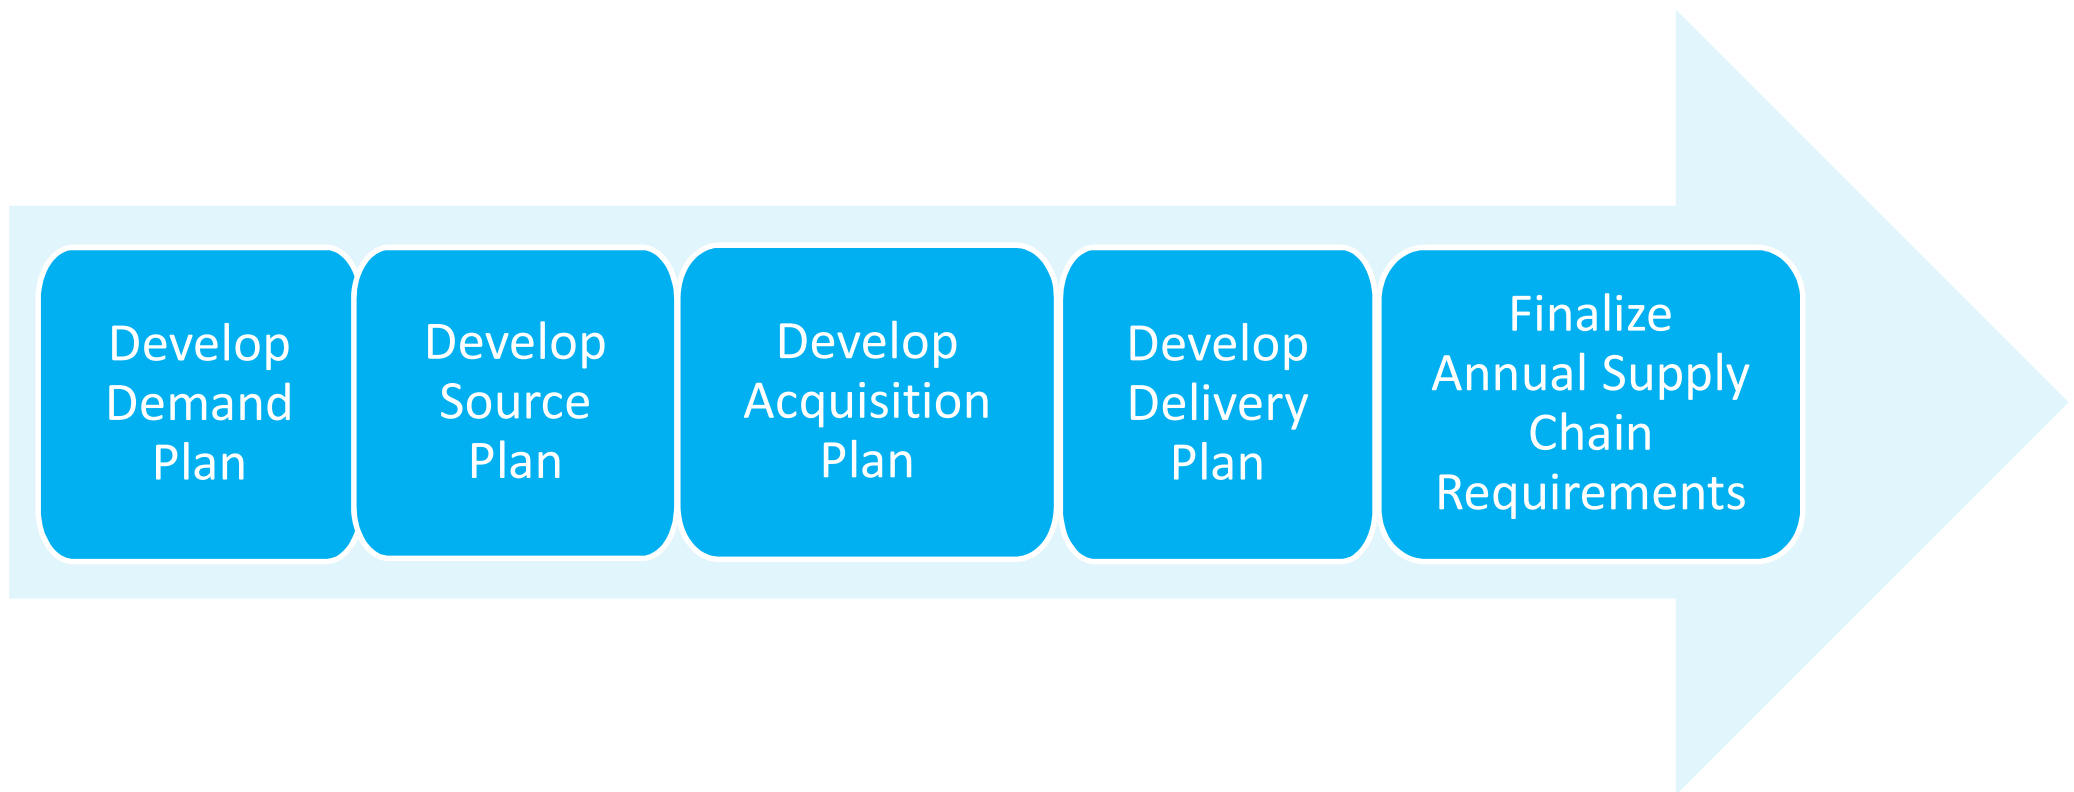 Develop
Demand
Plan
Develop
Source
Plan
Develop
Acquisition
Plan
Develop
Delivery
Plan
Finalize
Annual Supply
Chain
Requirements